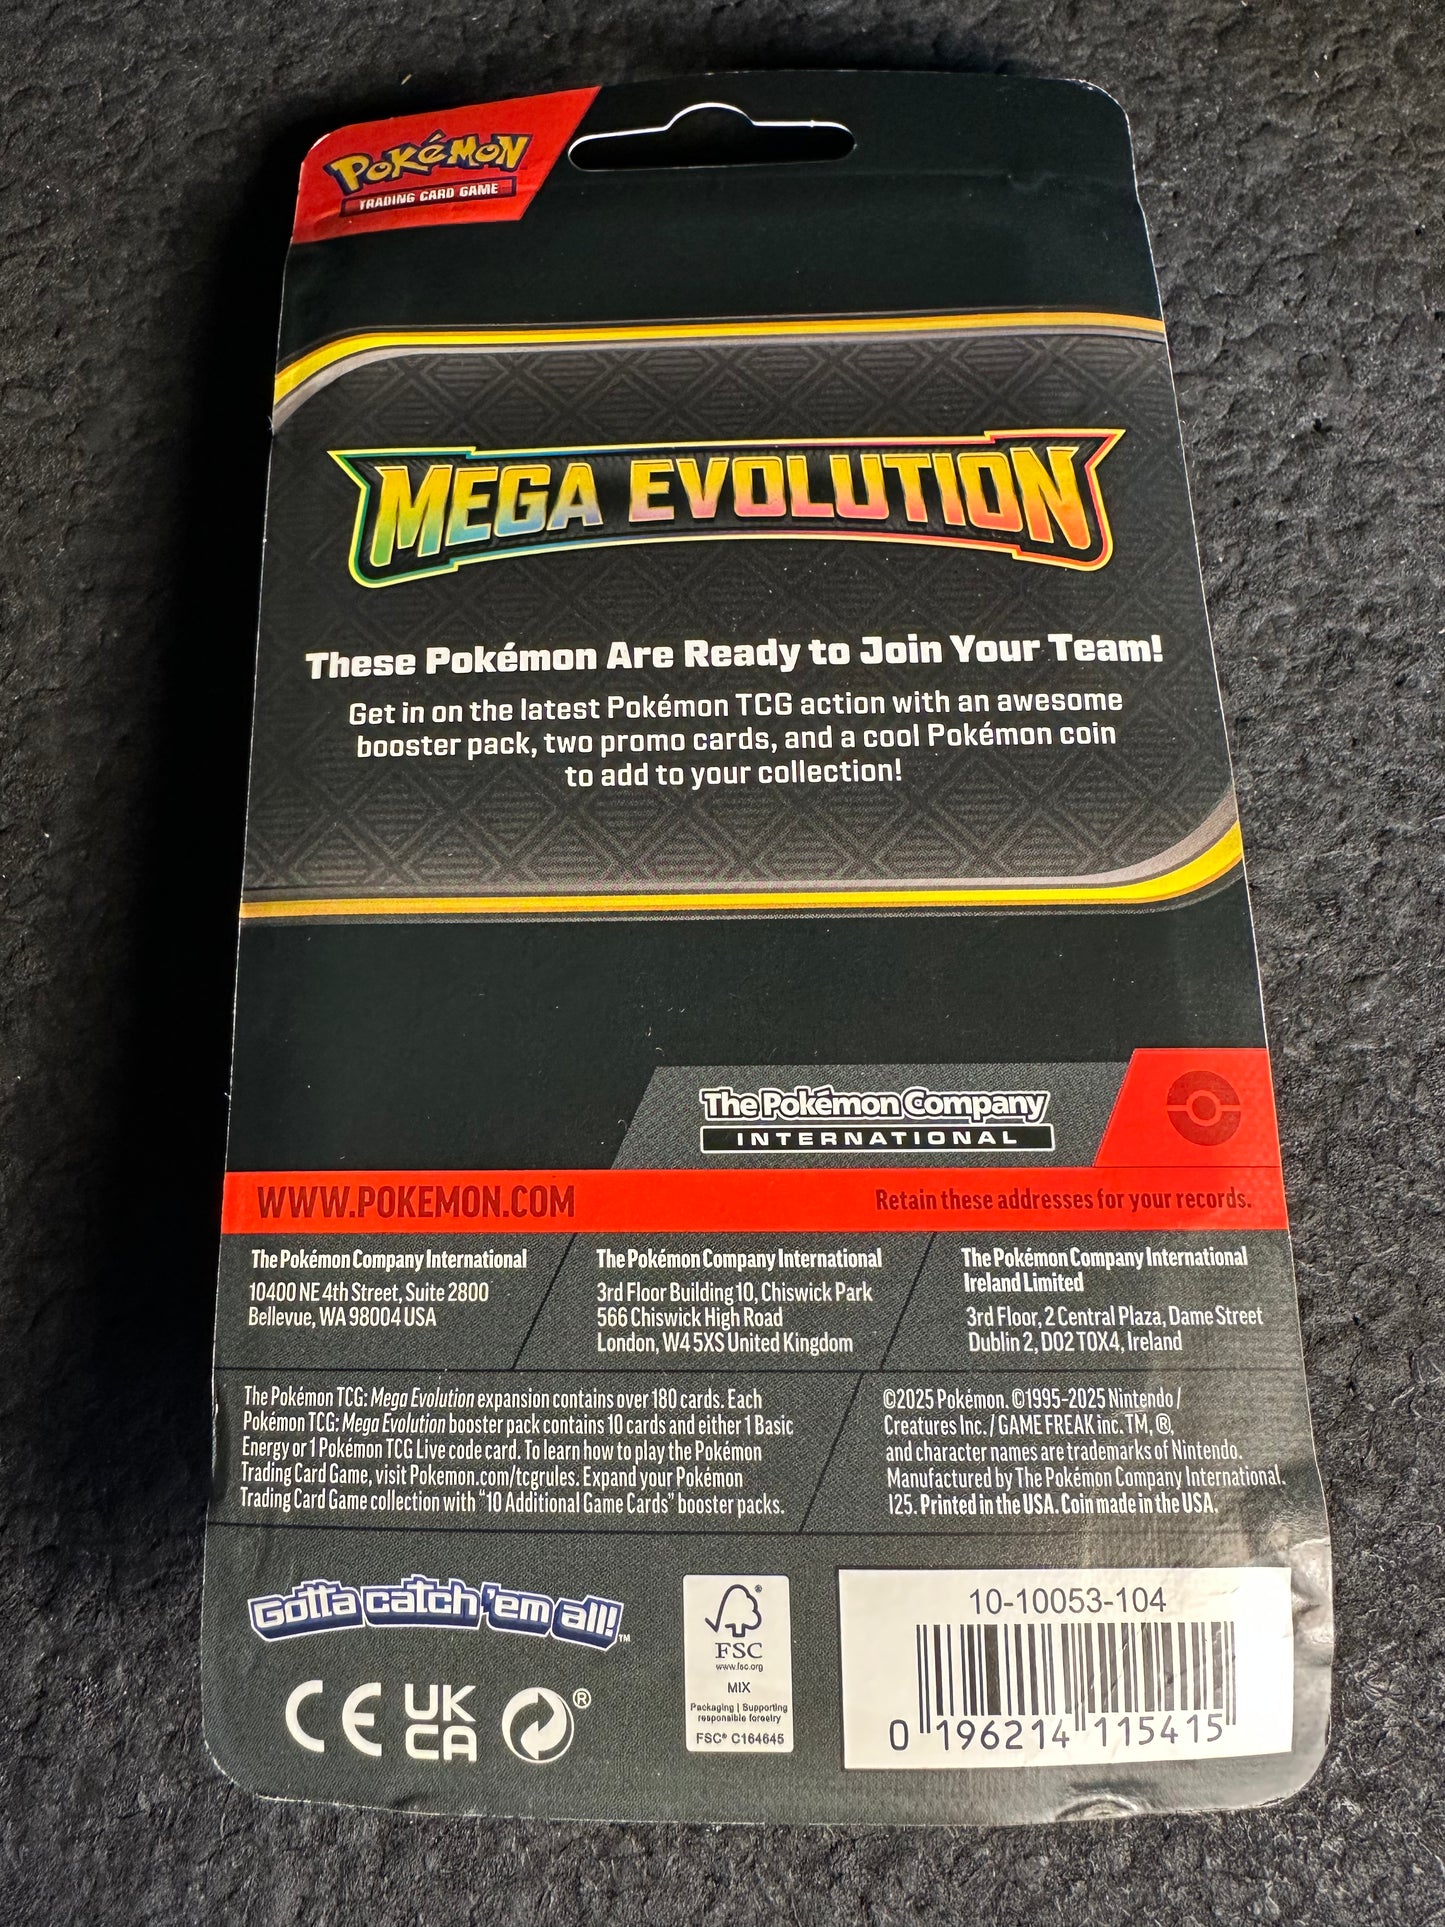 POKéMON
TRADING CARD GAME
MEGA EVOLUTION
These Pokémon Are Ready to Join Your Team!
Get in on the latest Pokémon TCG action with an awesome
booster pack, two promo cards, and a cool Pokémon coin
to add to your collection!
The Pokémon Company
INTERNATIONAL
WWW.POKEMON.COM
Retain these addresses for your records.
The Pokémon Company International
10400 NE 4th Street, Suite 2800
Bellevue, WA 98004 USA
The Pokémon Company International
3rd Floor Building 10, Chiswick Park
566 Chiswick High Road
London, W4 5XS United Kingdom
The Pokémon Company International
Ireland Limited
3rd Floor, 2 Central Plaza, Dame Street
Dublin 2, D02 T0X4, Ireland
The Pokémon TCG: Mega Evolution expansion contains over 180 cards. Each
Pokémon TCG: Mega Evolution booster pack contains 10 cards and either 1 Basic
Energy or 1 Pokémon TCG Live code card. To learn how to play the Pokémon
Trading Card Game, visit Pokemon.com/tcgrules. Expand your Pokémon
Trading Card Game collection with “10 Additional Game Cards” booster packs.
©2025 Pokémon. ©1995–2025 Nintendo /
Creatures Inc. / GAME FREAK inc. TM, ®,
and character names are trademarks of Nintendo.
Manufactured by The Pokémon Company International.
I25. Printed in the USA. Coin made in the USA.
Gotta catch 'em all!™
CE
UK
CA
®
FSC
www.fsc.org
MIX
Packaging | Supporting
responsible forestry
FSC® C164645
10-10053-104
0 196214 115415